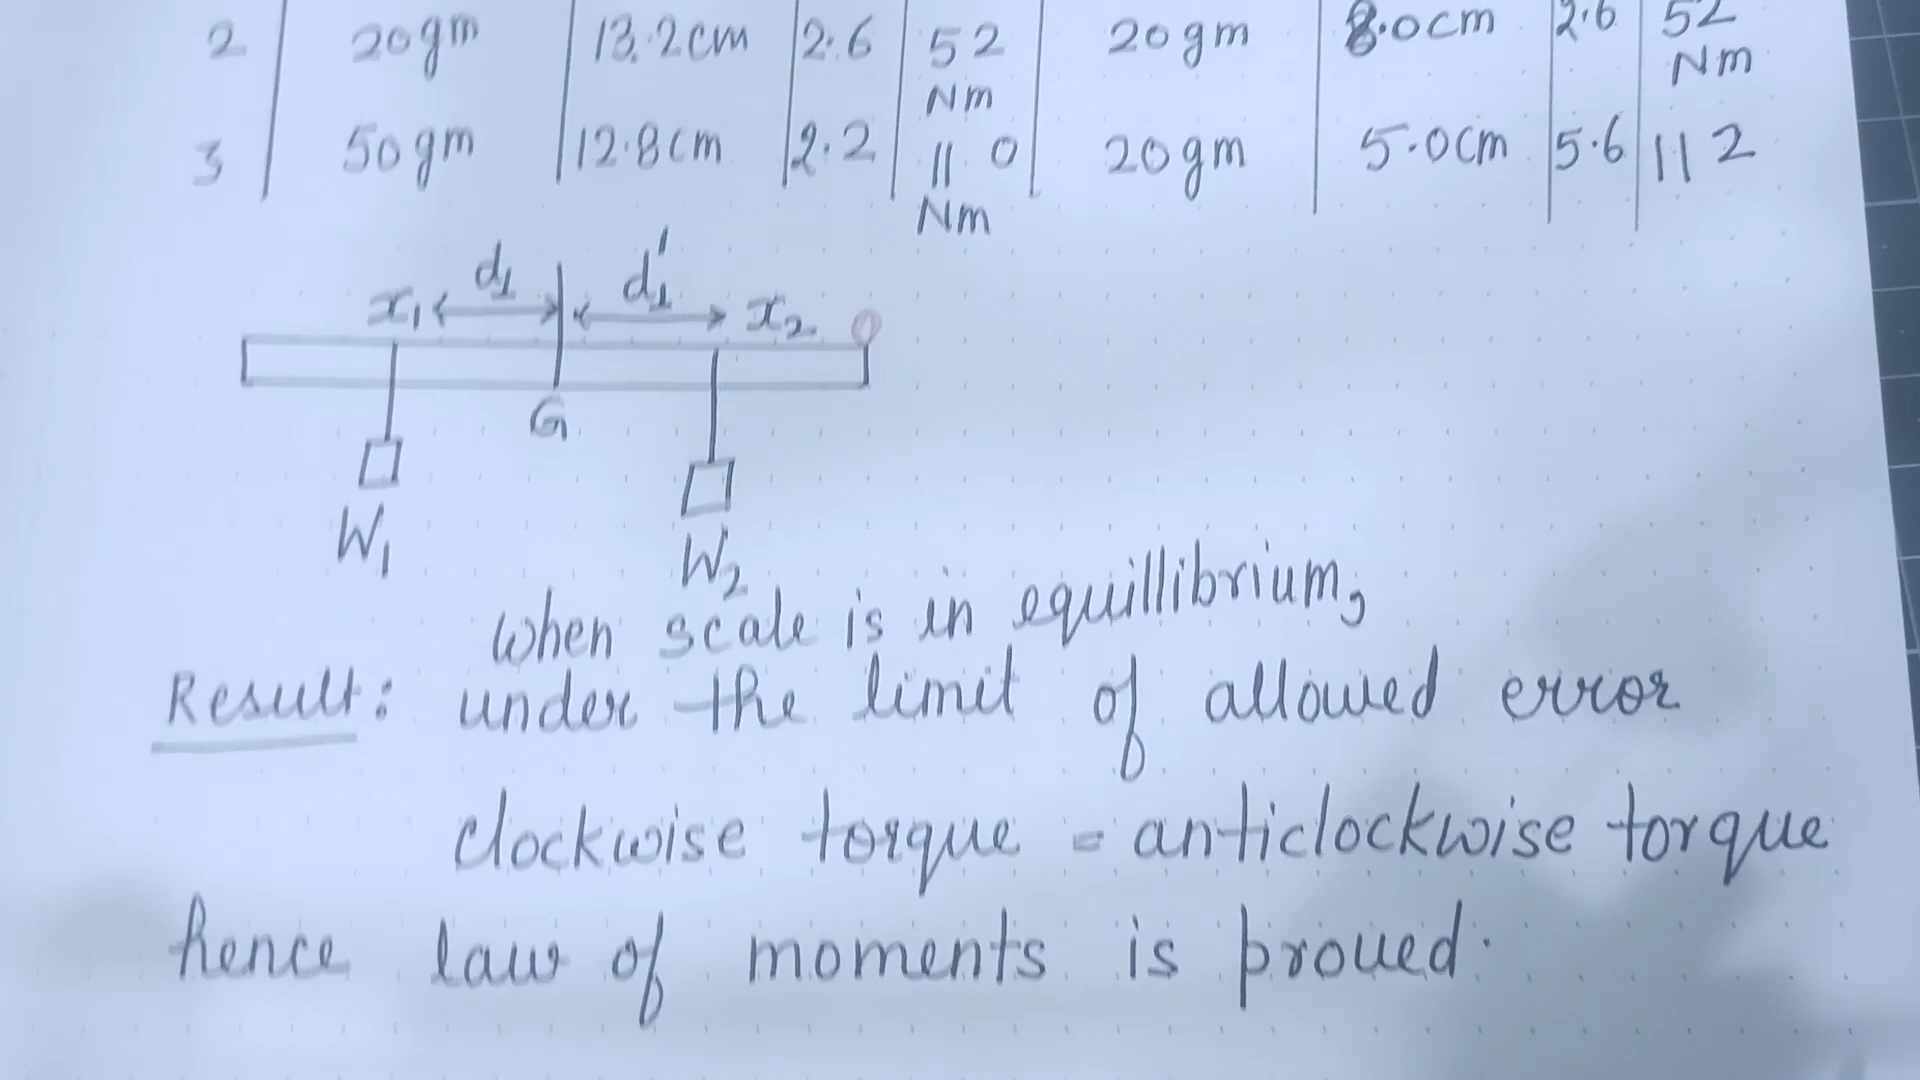 2 20gm 13.2cm 2.6 52 Nm 20gm 8.0cm 2.6 52 Nm
3 50gm 12.8cm 2.2 110 Nm 20gm 5.0cm 5.6 112
x₁ d₁ d₁' x₂
G
W₁ W₂
when scale is in equillibrium,
Result: under the limit of allowed error
clockwise torque = anticlockwise torque
hence law of moments is proved.